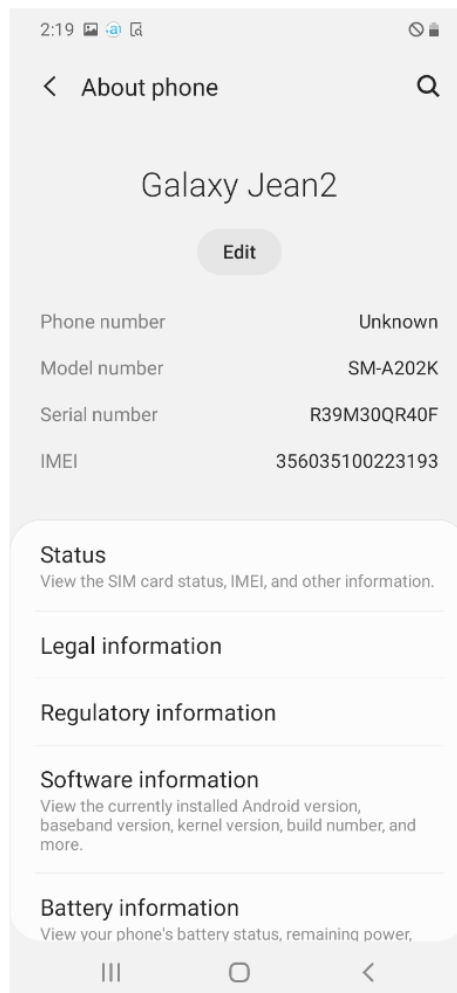 2:19
About phone
Galaxy Jean2
Edit
Phone number Unknown
Model number SM-A202K
Serial number R39M30QR40F
IMEI 356035100223193
Status
View the SIM card status, IMEI, and other information.
Legal information
Regulatory information
Software information
View the currently installed Android version,
baseband version, kernel version, build number, and
more.
Battery information
View your phone's battery status, remaining power,